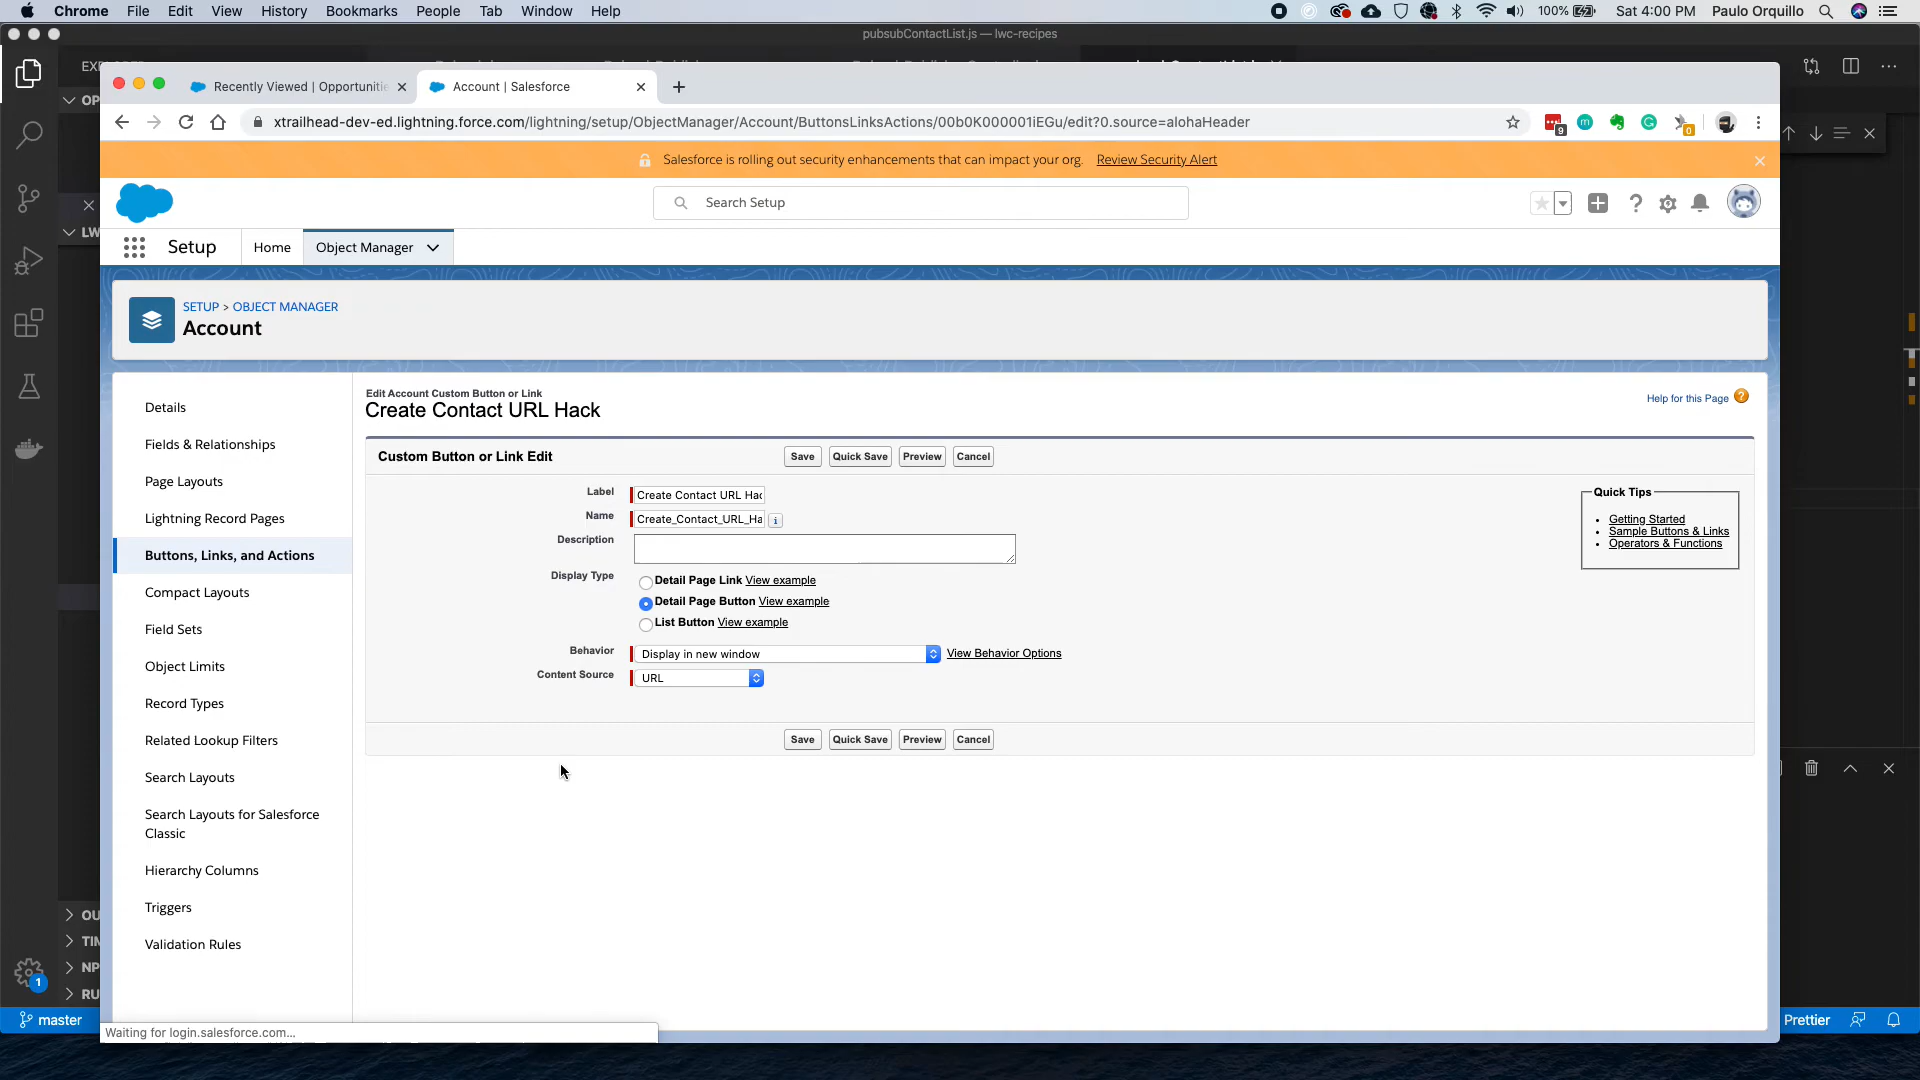 Chrome File Edit View History Bookmarks People Tab Window Help 100% Sat 4:00 PM Paulo Orquillo
pubsubContactList.js — lwc-recipes
Recently Viewed | Opportunitie
Account | Salesforce
xtrailhead-dev-ed.lightning.force.com/lightning/setup/ObjectManager/Account/ButtonsLinksActions/00b0K000001iEGu/edit?0.source=alohaHeader
9
0
Salesforce is rolling out security enhancements that can impact your org. Review Security Alert
Search Setup
Setup Home Object Manager
SETUP > OBJECT MANAGER
Account
Details
Fields & Relationships
Page Layouts
Lightning Record Pages
Buttons, Links, and Actions
Compact Layouts
Field Sets
Object Limits
Record Types
Related Lookup Filters
Search Layouts
Search Layouts for Salesforce
Classic
Hierarchy Columns
Triggers
Validation Rules
Edit Account Custom Button or Link
Create Contact URL Hack
Help for this Page ?
Custom Button or Link Edit Save Quick Save Preview Cancel
Label Create Contact URL Hac
Name Create_Contact_URL_Ha i
Description
Display Type Detail Page Link View example
Detail Page Button View example
List Button View example
Behavior Display in new window View Behavior Options
Content Source URL
Quick Tips
Getting Started
Sample Buttons & Links
Operators & Functions
Save Quick Save Preview Cancel
OU
TIM
NP
RU
1
master
Waiting for login.salesforce.com...
Prettier